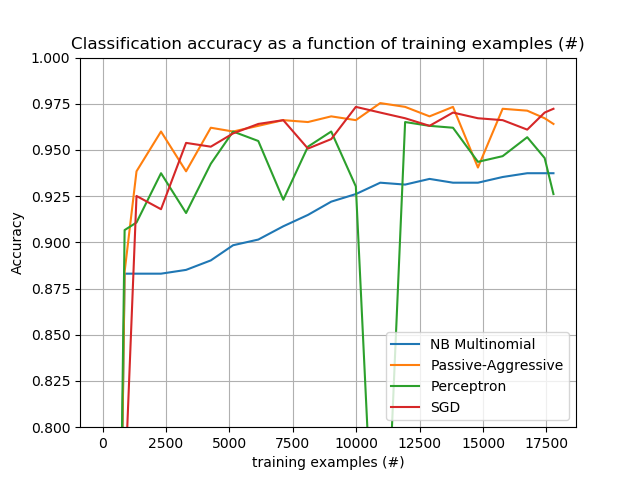 Classification accuracy as a function of training examples (#)
1.000
0.975
0.950
0.925
0.900
0.875
0.850
0.825
0.800
Accuracy
NB Multinomial
Passive-Aggressive
Perceptron
SGD
0 2500 5000 7500 10000 12500 15000 17500
training examples (#)